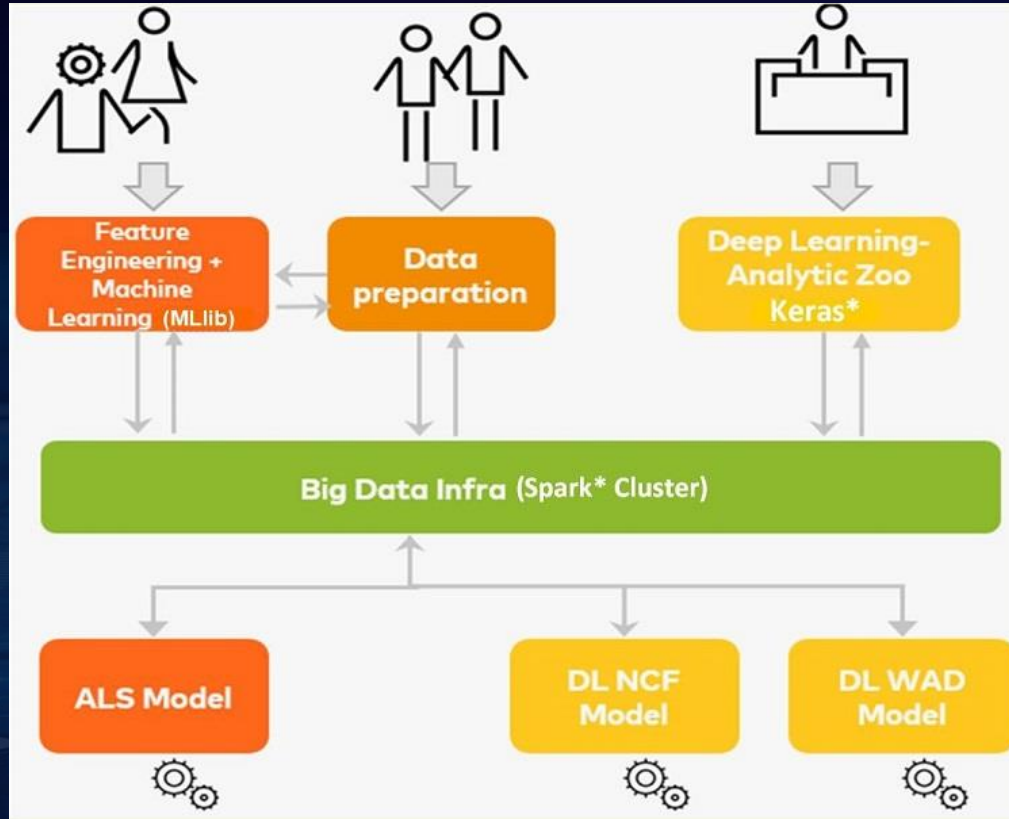 Feature
Engineering +
Machine
Learning (MLlib)
Data
preparation
Deep Learning-
Analytic Zoo
Keras*
Big Data Infra (Spark* Cluster)
ALS Model
DL NCF
Model
DL WAD
Model